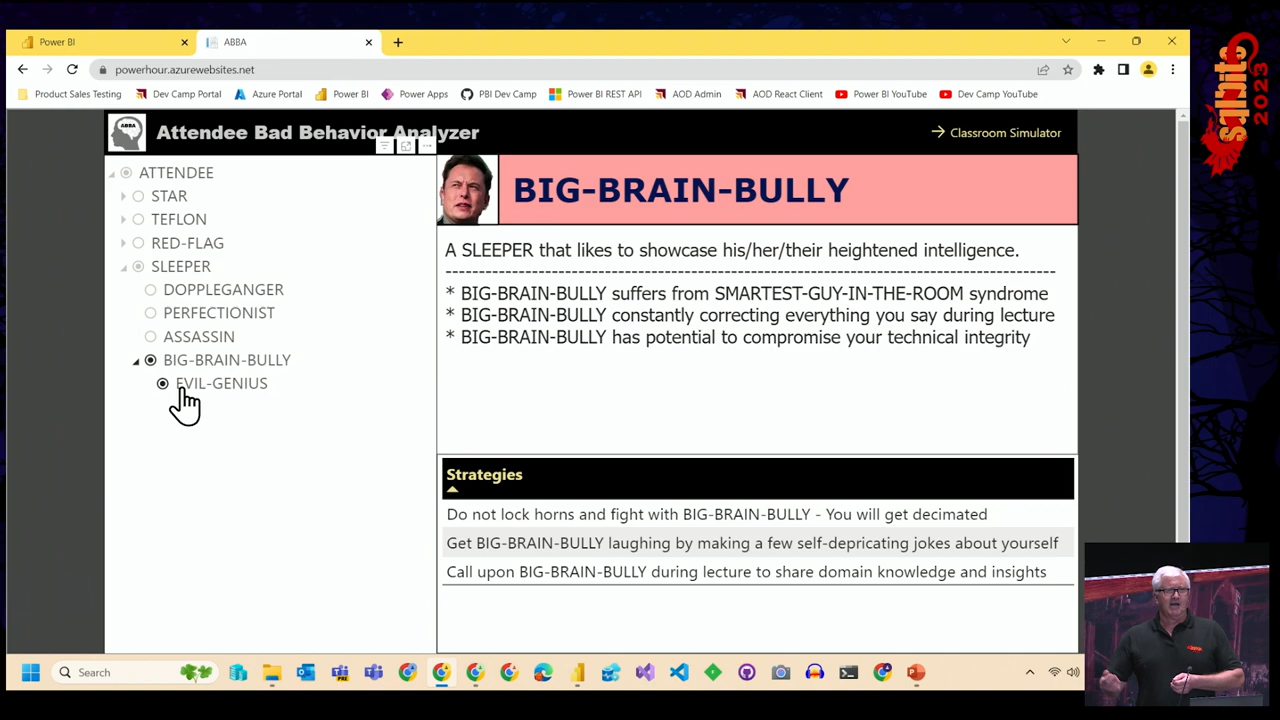 Power BI
ABBA
powerhour.azurewebsites.net
Product Sales Testing
Dev Camp Portal
Azure Portal
Power BI
Power Apps
PBI Dev Camp
Power BI REST API
AOD Admin
AOD React Client
Power BI YouTube
Dev Camp YouTube
ABBA
Attendee Bad Behavior Analyzer
Classroom Simulator
ATTENDEE
STAR
TEFLON
RED-FLAG
SLEEPER
DOPPLEGANGER
PERFECTIONIST
ASSASSIN
BIG-BRAIN-BULLY
EVIL-GENIUS
BIG-BRAIN-BULLY
A SLEEPER that likes to showcase his/her/their heightened intelligence.
--------------------------------------------------------------------------------
* BIG-BRAIN-BULLY suffers from SMARTEST-GUY-IN-THE-ROOM syndrome
* BIG-BRAIN-BULLY constantly correcting everything you say during lecture
* BIG-BRAIN-BULLY has potential to compromise your technical integrity
Strategies
Do not lock horns and fight with BIG-BRAIN-BULLY - You will get decimated
Get BIG-BRAIN-BULLY laughing by making a few self-depricating jokes about yourself
Call upon BIG-BRAIN-BULLY during lecture to share domain knowledge and insights
Search
sqlbits
2023